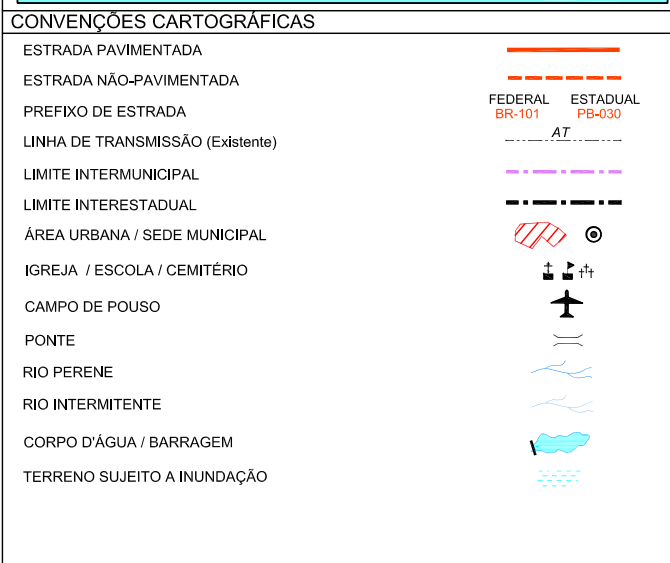 CONVENÇÕES CARTOGRÁFICAS
ESTRADA PAVIMENTADA
ESTRADA NÃO-PAVIMENTADA
FEDERAL ESTADUAL
PREFIXO DE ESTRADA BR-101 PB-030
LINHA DE TRANSMISSÃO (Existente) AT
LIMITE INTERMUNICIPAL
LIMITE INTERESTADUAL
ÁREA URBANA / SEDE MUNICIPAL
IGREJA / ESCOLA / CEMITÉRIO
CAMPO DE POUSO
PONTE
RIO PERENE
RIO INTERMITENTE
CORPO D'ÁGUA / BARRAGEM
TERRENO SUJEITO A INUNDAÇÃO